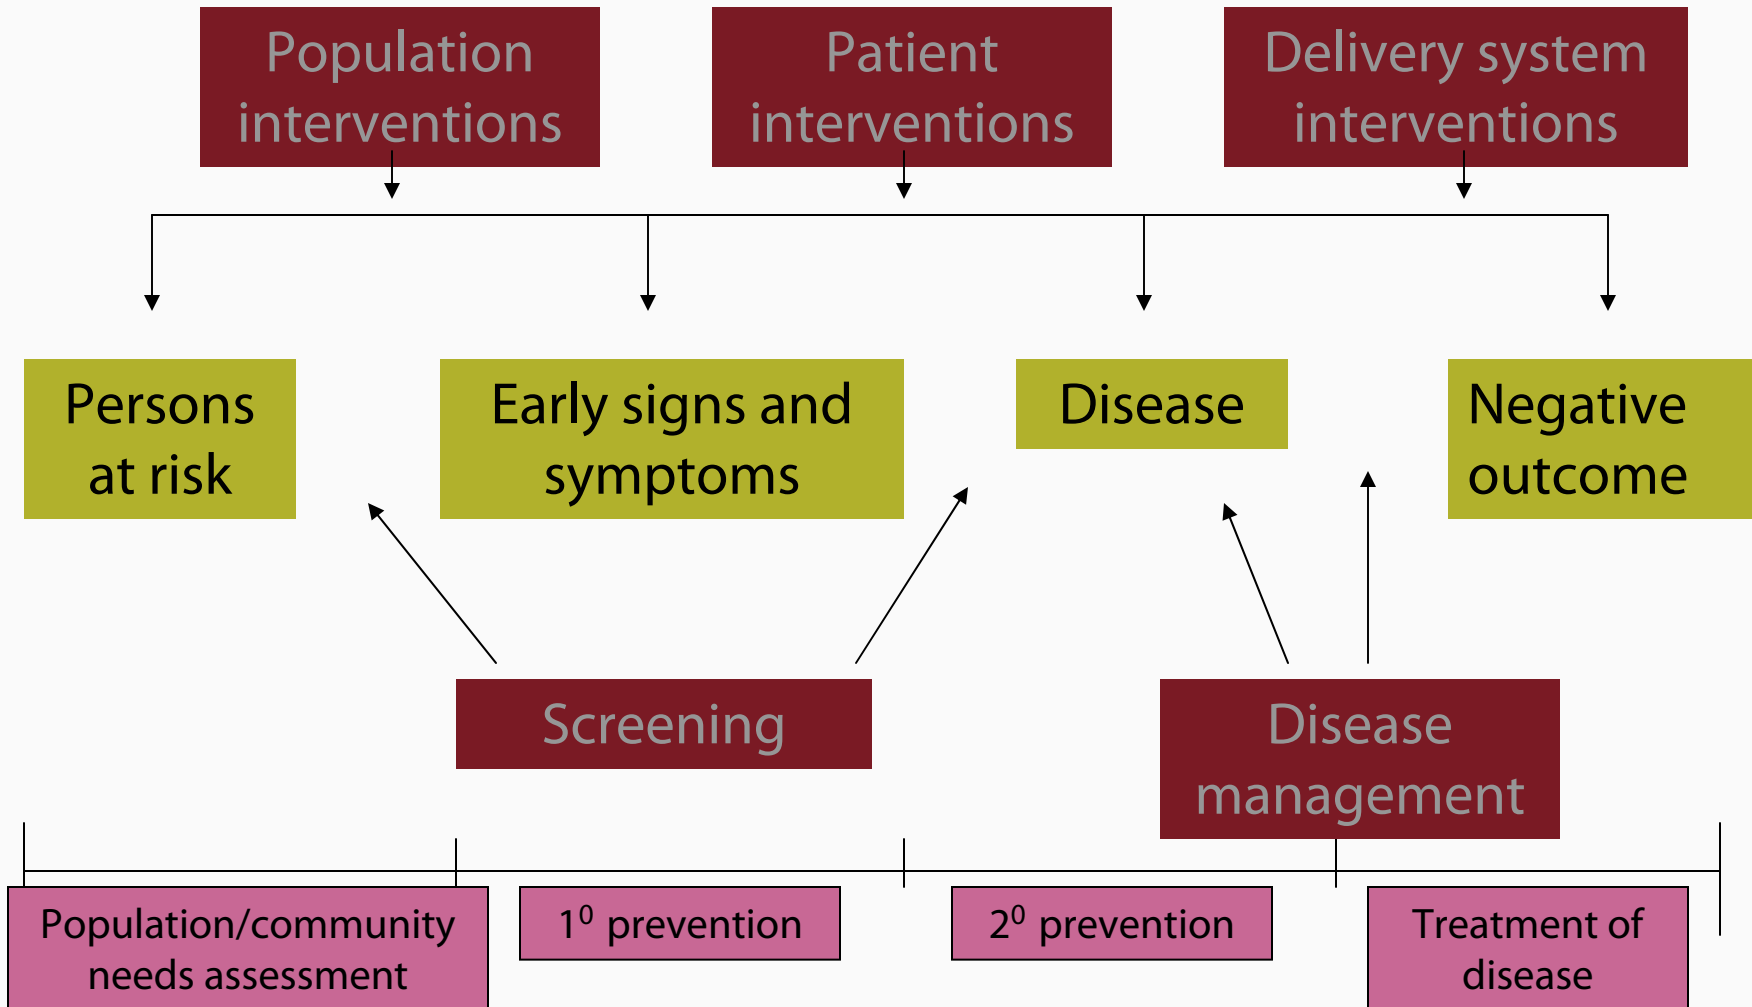 Population
interventions
Patient
interventions
Delivery system
interventions
Persons
at risk
Early signs and
symptoms
Disease
Negative
outcome
Screening
Disease
management
Population/community
needs assessment
1⁰ prevention
2⁰ prevention
Treatment of
disease